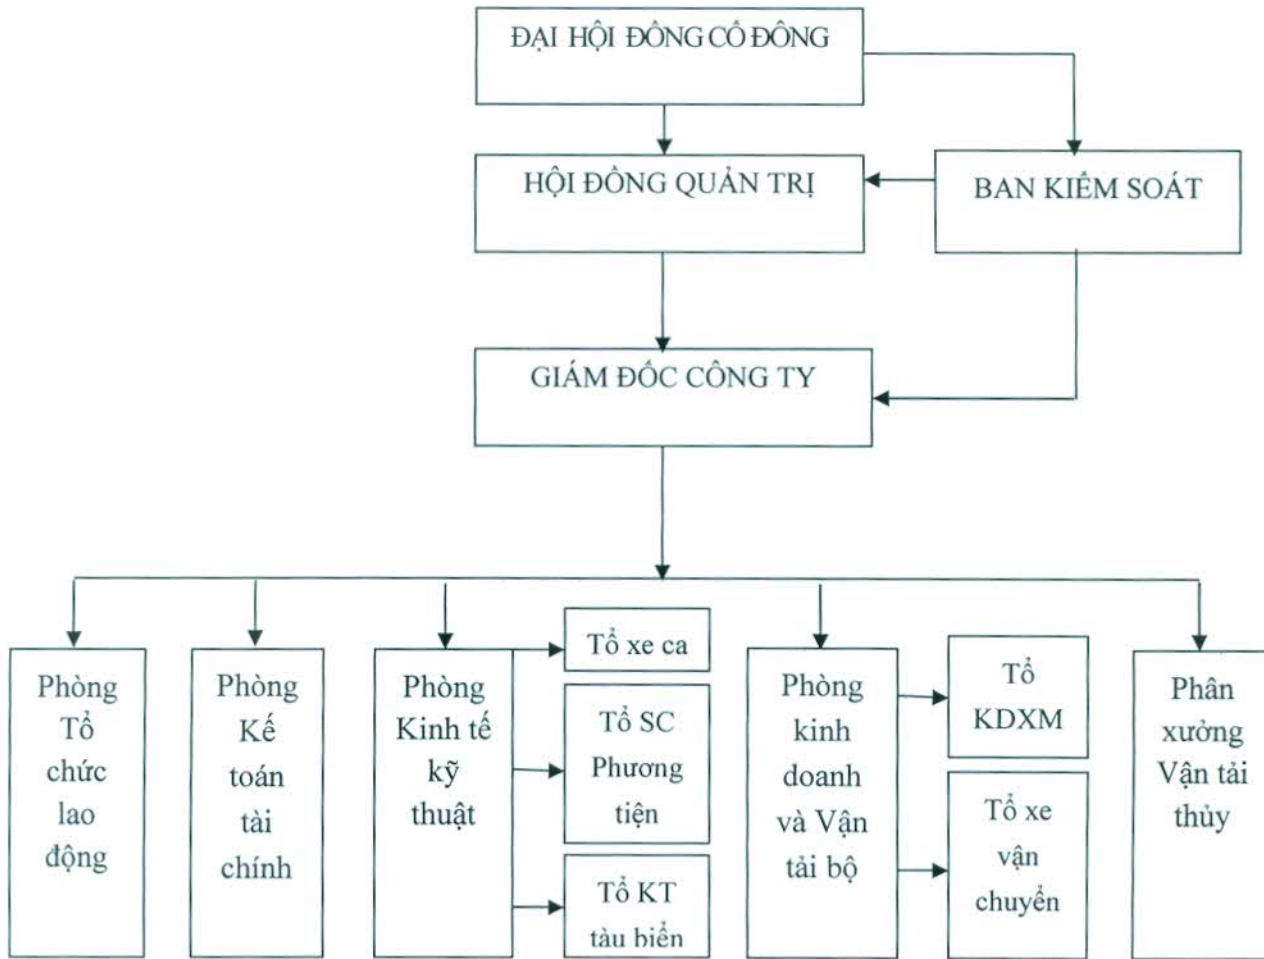 ĐẠI HỘI ĐỒNG CỔ ĐÔNG
HỘI ĐỒNG QUẢN TRỊ
BAN KIỂM SOÁT
GIÁM ĐỐC CÔNG TY
Phòng
Tổ
chức
lao
động
Phòng
Kế
toán
tài
chính
Phòng
Kinh tế
kỹ
thuật
Tổ xe ca
Tổ SC
Phương
tiện
Tổ KT
tàu biển
Phòng
kinh
doanh
và Vận
tải bộ
Tổ
KDXM
Tổ xe
vận
chuyển
Phân
xưởng
Vận tải
thủy